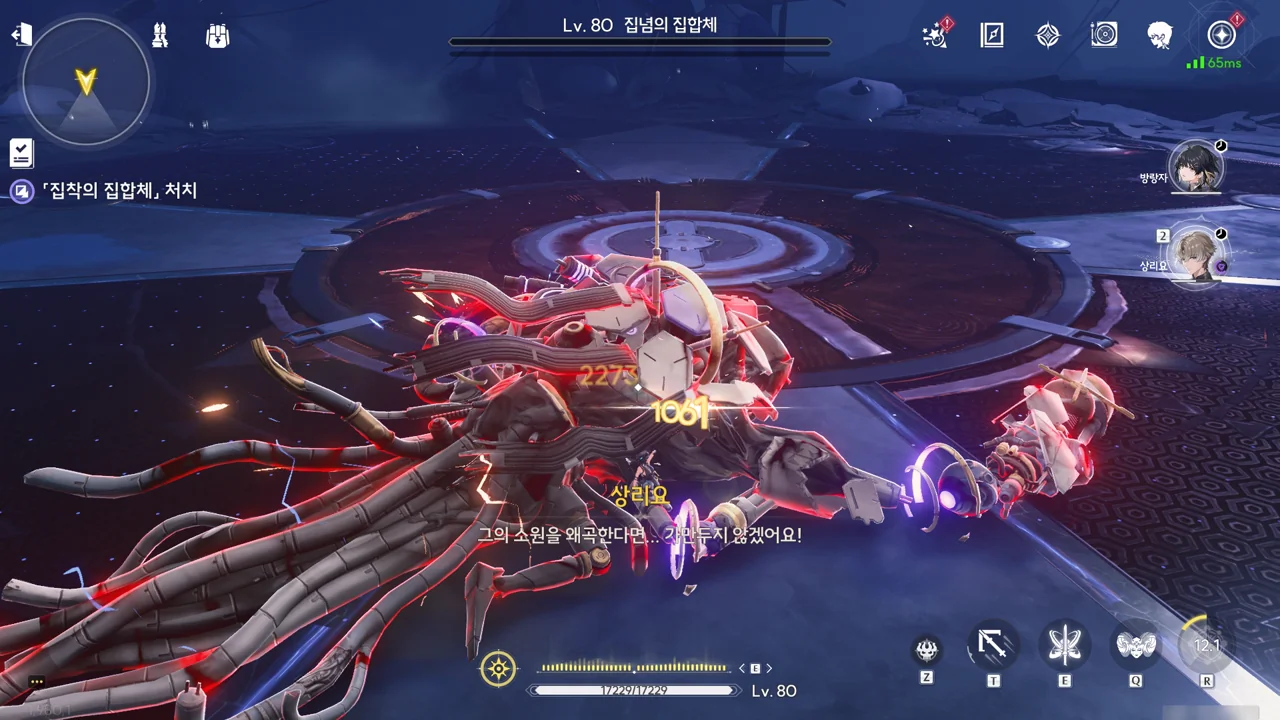 Lv. 80 집념의 집합체
65ms
「집착의 집합체」 처치
방랑자
2
상리요
2273
1061
상리요
그의 소원을 왜곡한다면... 가만두지 않겠어요!
12.1
E
17229/17229
Lv. 80
Z
T
E
Q
R